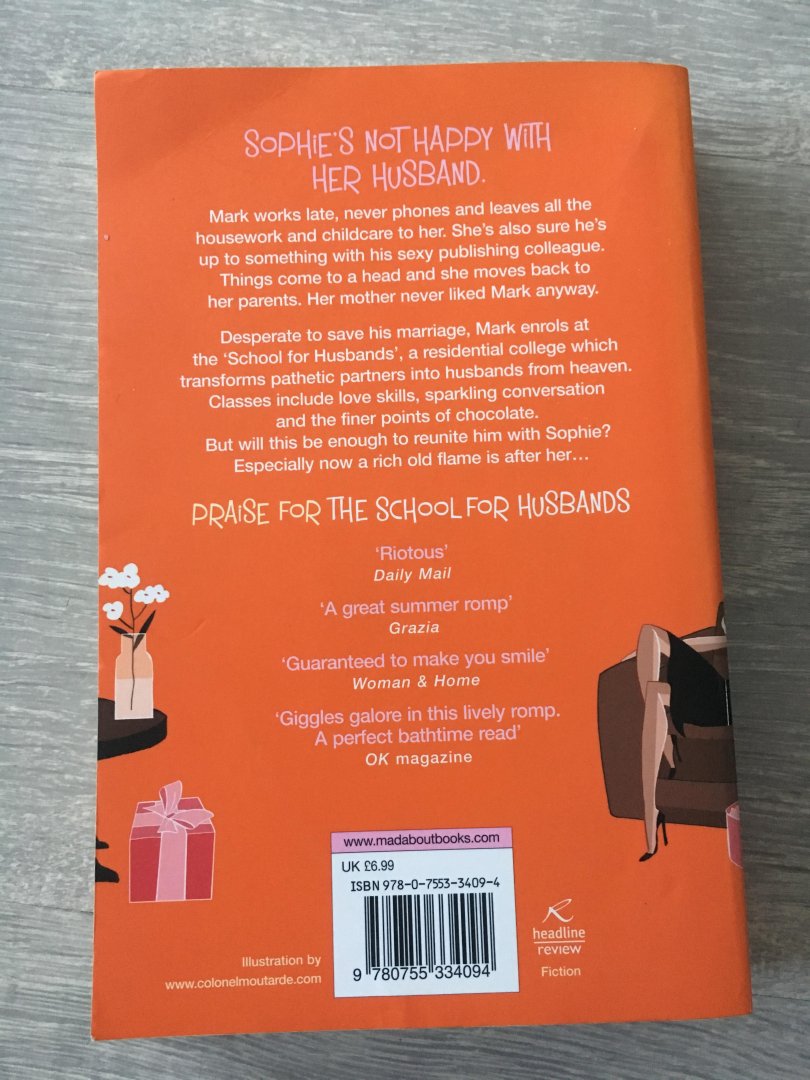 SOPHIE'S NOT HAPPY WITH
HER HUSBAND.
Mark works late, never phones and leaves all the
housework and childcare to her. She's also sure he's
up to something with his sexy publishing colleague.
Things come to a head and she moves back to
her parents. Her mother never liked Mark anyway.
Desperate to save his marriage, Mark enrols at
the 'School for Husbands', a residential college which
transforms pathetic partners into husbands from heaven.
Classes include love skills, sparkling conversation
and the finer points of chocolate.
But will this be enough to reunite him with Sophie?
Especially now a rich old flame is after her...
PRAISE FOR THE SCHOOL FOR HUSBANDS
'Riotous'
Daily Mail
'A great summer romp'
Grazia
'Guaranteed to make you smile'
Woman & Home
'Giggles galore in this lively romp.
A perfect bathtime read'
OK magazine
www.madaboutbooks.com
UK £6.99
ISBN 978-0-7553-3409-4
9 780755 334094
Illustration by
www.colonelmoutarde.com
R
headline
REVIEW
Fiction